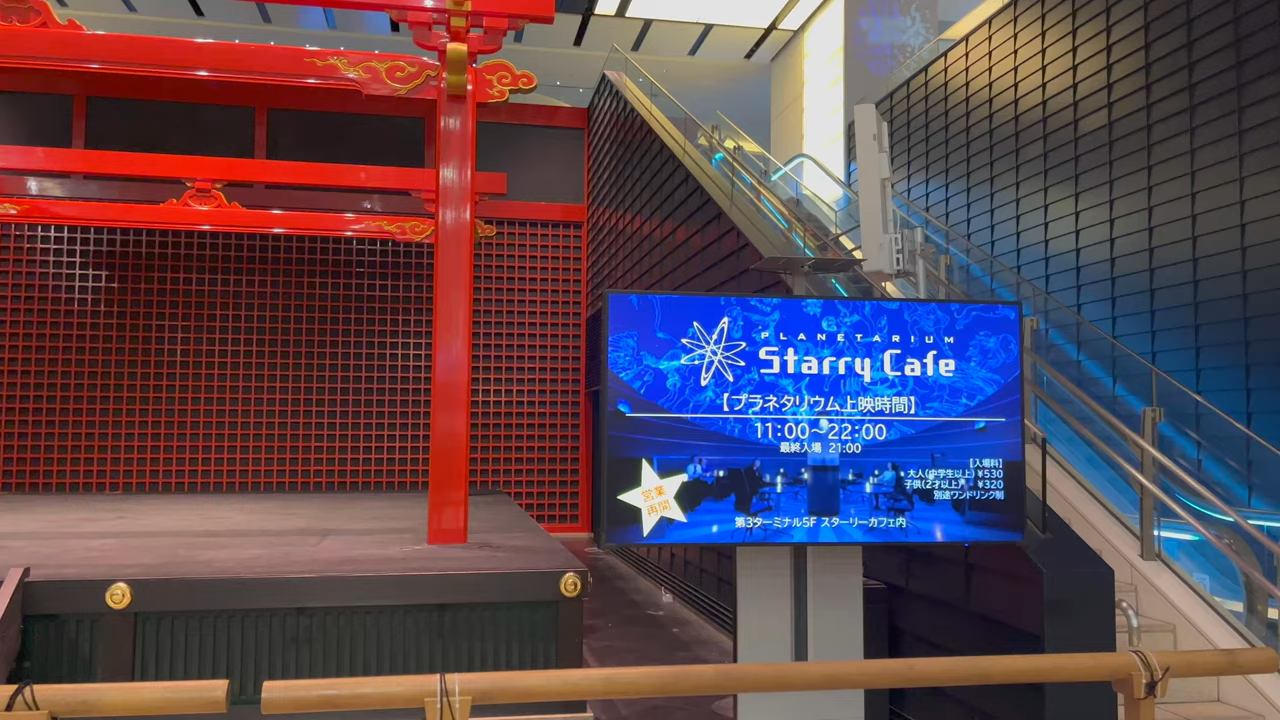 PLANETARIUM
Starry Cafe
【プラネタリウム上映時間】
11:00～22:00
最終入場 21:00
【入場料】
大人(中学生以上) ¥530
子供(2才以上) ¥320
別途ワンドリンク制
営業
再開
第3ターミナル5F スターリーカフェ内